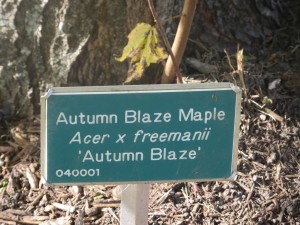 Autumn Blaze Maple
Acer x freemanii
'Autumn Blaze'
040001